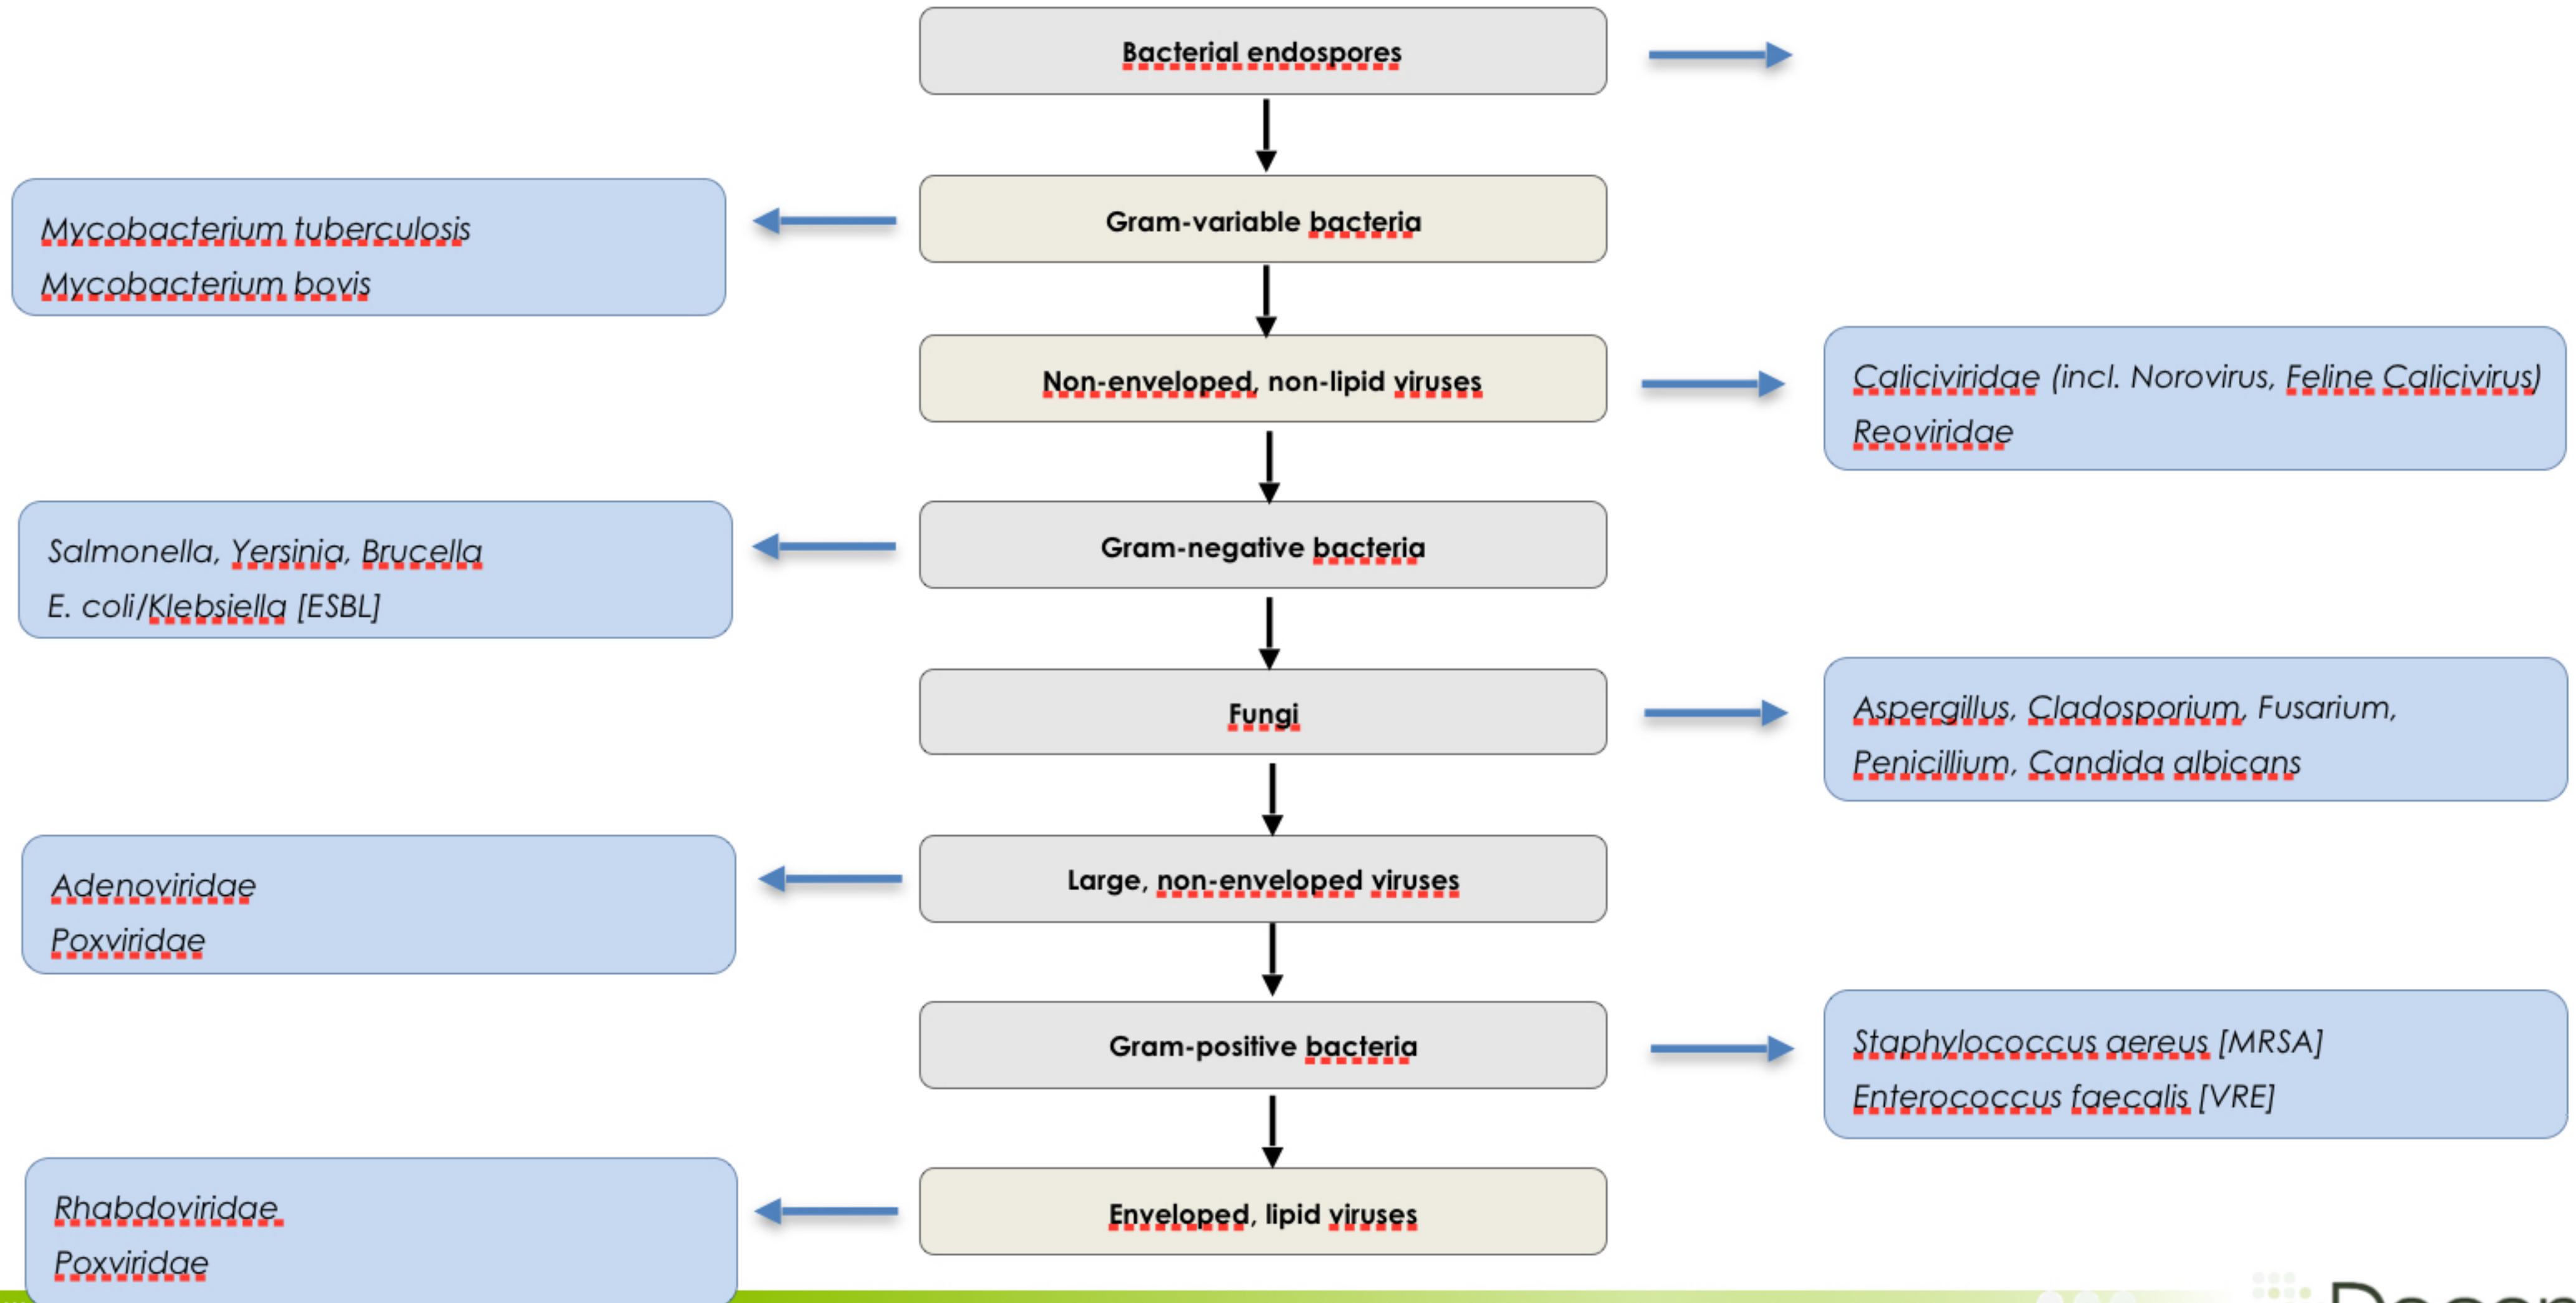 Bacterial endospores
Gram-variable bacteria
Mycobacterium tuberculosis
Mycobacterium bovis
Non-enveloped, non-lipid viruses
Caliciviridae (incl. Norovirus, Feline Calicivirus)
Reoviridae
Gram-negative bacteria
Salmonella, Yersinia, Brucella
E. coli/Klebsiella [ESBL]
Fungi
Aspergillus, Cladosporium, Fusarium,
Penicillium, Candida albicans
Large, non-enveloped viruses
Adenoviridae
Poxviridae
Gram-positive bacteria
Staphylococcus aereus [MRSA]
Enterococcus faecalis [VRE]
Enveloped, lipid viruses
Rhabdoviridae
Poxviridae